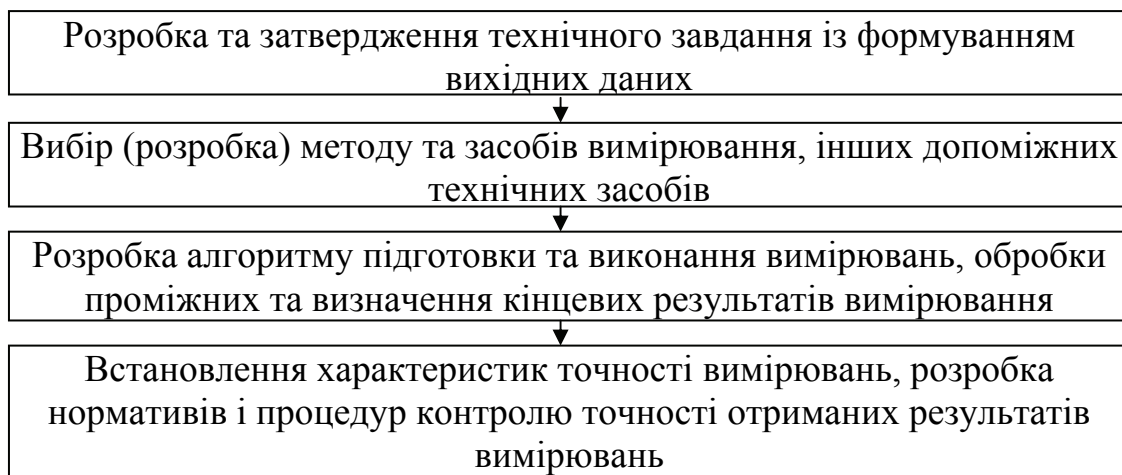 Розробка та затвердження технічного завдання із формуванням
вихідних даних
Вибір (розробка) методу та засобів вимірювання, інших допоміжних
технічних засобів
Розробка алгоритму підготовки та виконання вимірювань, обробки
проміжних та визначення кінцевих результатів вимірювання
Встановлення характеристик точності вимірювань, розробка
нормативів і процедур контролю точності отриманих результатів
вимірювань